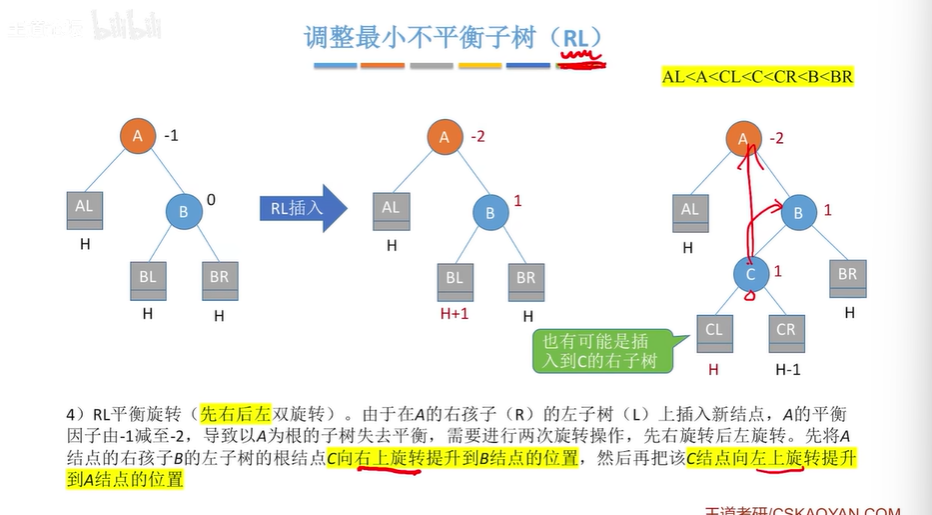 调整最小不平衡子树（RL）
AL<A<CL<C<CR<B<BR
A -1
AL
H
B 0
BL
H
BR
H
RL插入
A -2
AL
H
B 1
BL
H+1
BR
H
A -2
AL
H
B 1
C 1
BR
H
CL
H
CR
H-1
也有可能是插
入到C的右子树
4）RL平衡旋转（先右后左双旋转）。由于在A的右孩子（R）的左子树（L）上插入新结点，A的平衡
因子由-1减至-2，导致以A为根的子树失去平衡，需要进行两次旋转操作，先右旋转后左旋转。先将A
结点的右孩子B的左子树的根结点C向右上旋转提升到B结点的位置，然后再把该C结点向左上旋转提升
到A结点的位置
王道考研/CSKAOYAN.COM